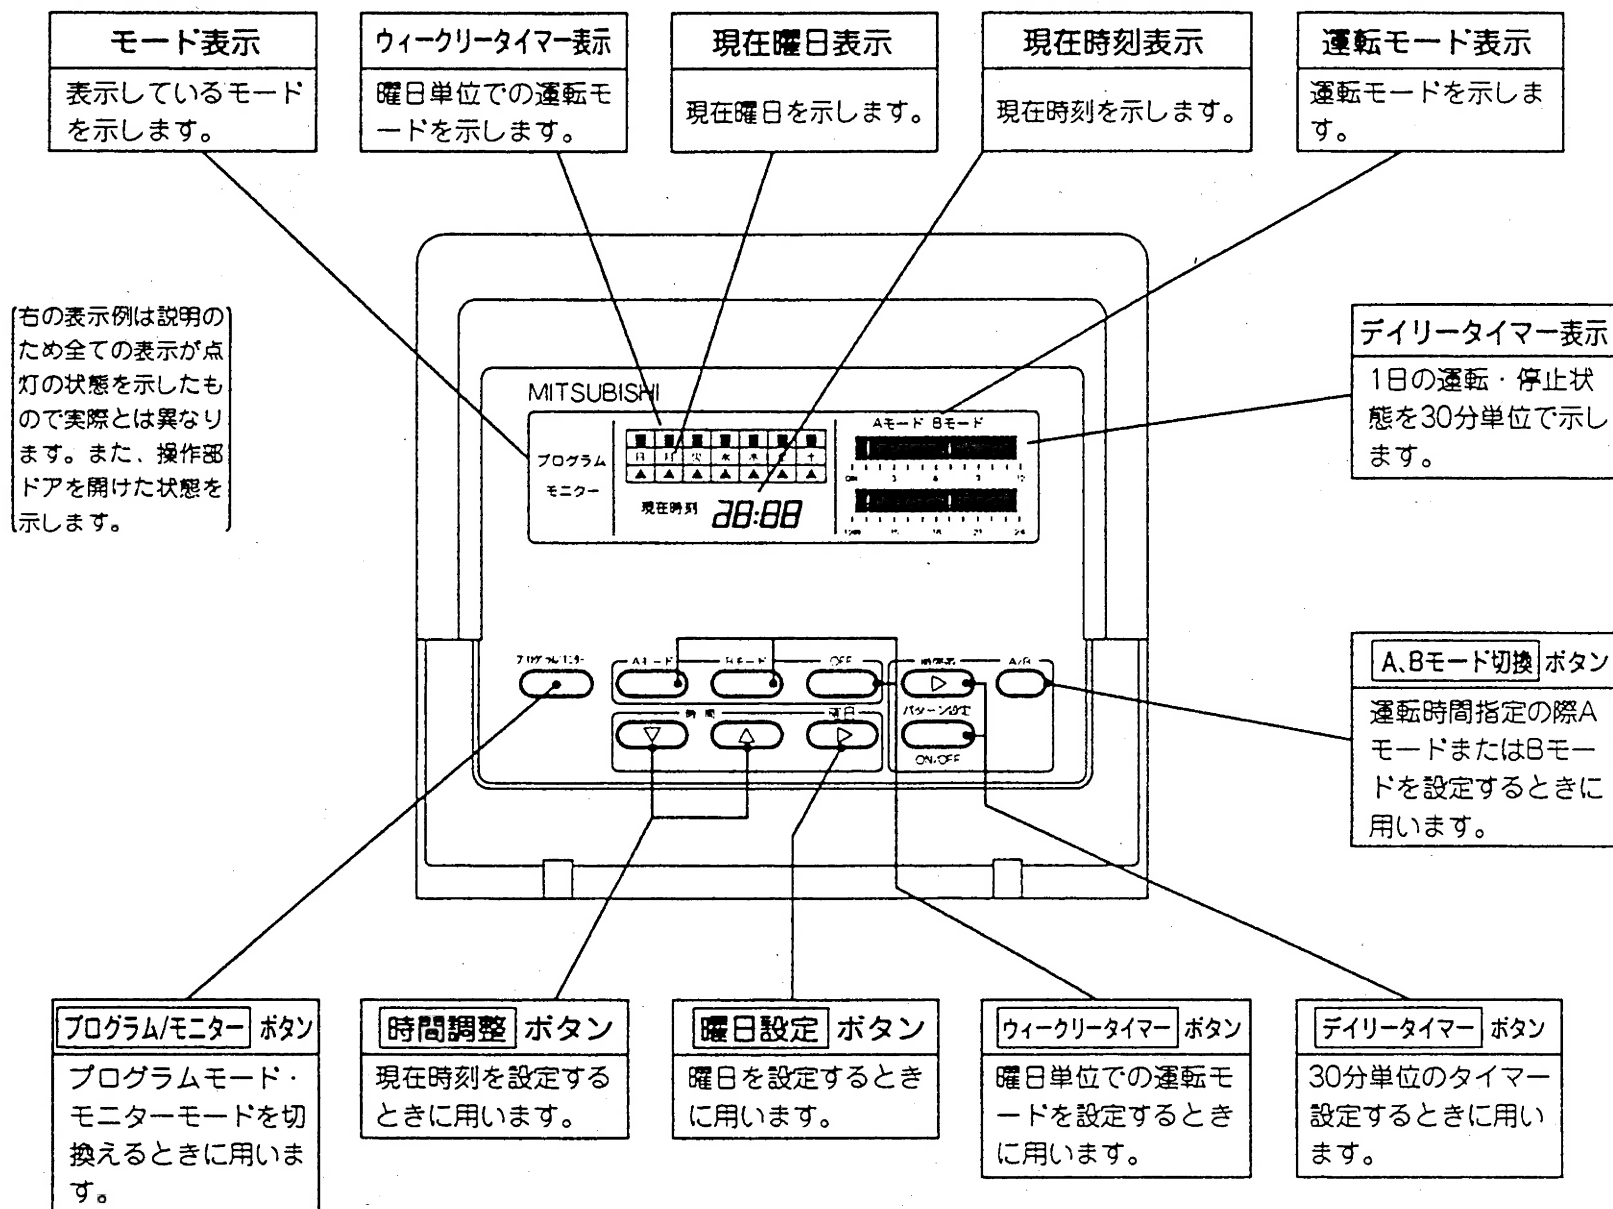 モード表示
表示しているモード
を示します。
ウィークリータイマー表示
曜日単位での運転モ
ードを示します。
現在曜日表示
現在曜日を示します。
現在時刻表示
現在時刻を示します。
運転モード表示
運転モードを示しま
す。
右の表示例は説明の
ため全ての表示が点
灯の状態を示したも
ので実際とは異なり
ます。また、操作部
ドアを開けた状態を
示します。
デイリータイマー表示
1日の運転・停止状
態を30分単位で示し
ます。
MITSUBISHI
プログラム
モニター
日 月 火 水 木 金 土
現在時刻 28:88
Aモード Bモード
3 6 9 12
15 18 21 24
プログラム/モニター
Aモード Bモード OFF
A/B
時間 曜日
パターン設定
ON/OFF
A、Bモード切換 ボタン
運転時間指定の際A
モードまたはBモー
ドを設定するときに
用います。
プログラム/モニター ボタン
プログラムモード・
モニターモードを切
換えるときに用いま
す。
時間調整 ボタン
現在時刻を設定する
ときに用います。
曜日設定 ボタン
曜日を設定するとき
に用います。
ウィークリータイマー ボタン
曜日単位での運転モ
ードを設定するとき
に用います。
デイリータイマー ボタン
30分単位のタイマー
設定するときに用い
ます。